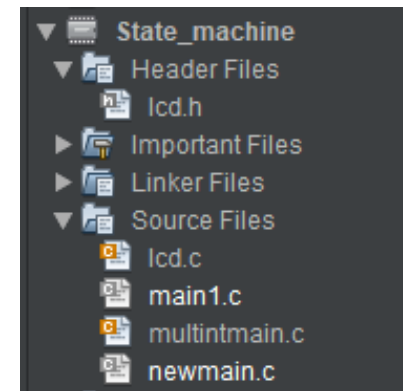 State_machine
Header Files
lcd.h
Important Files
Linker Files
Source Files
lcd.c
main1.c
multintmain.c
newmain.c